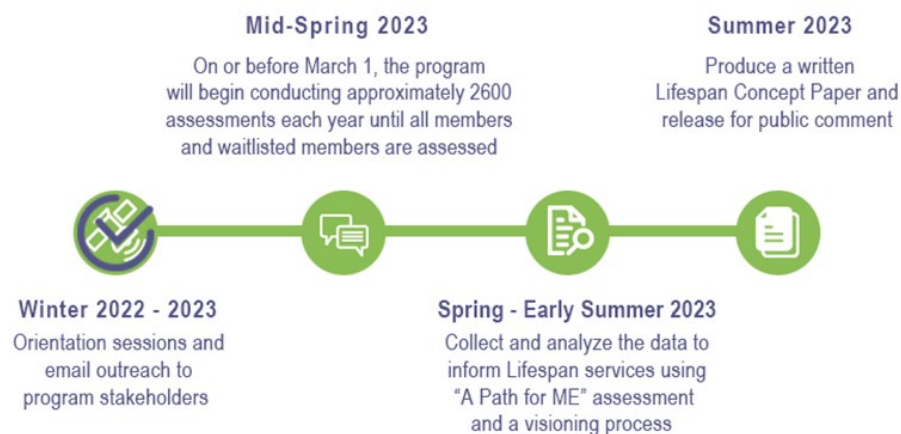 Mid-Spring 2023
On or before March 1, the program
will begin conducting approximately 2600
assessments each year until all members
and waitlisted members are assessed
Summer 2023
Produce a written
Lifespan Concept Paper and
release for public comment
Winter 2022 - 2023
Orientation sessions and
email outreach to
program stakeholders
Spring - Early Summer 2023
Collect and analyze the data to
inform Lifespan services using
“A Path for ME” assessment
and a visioning process